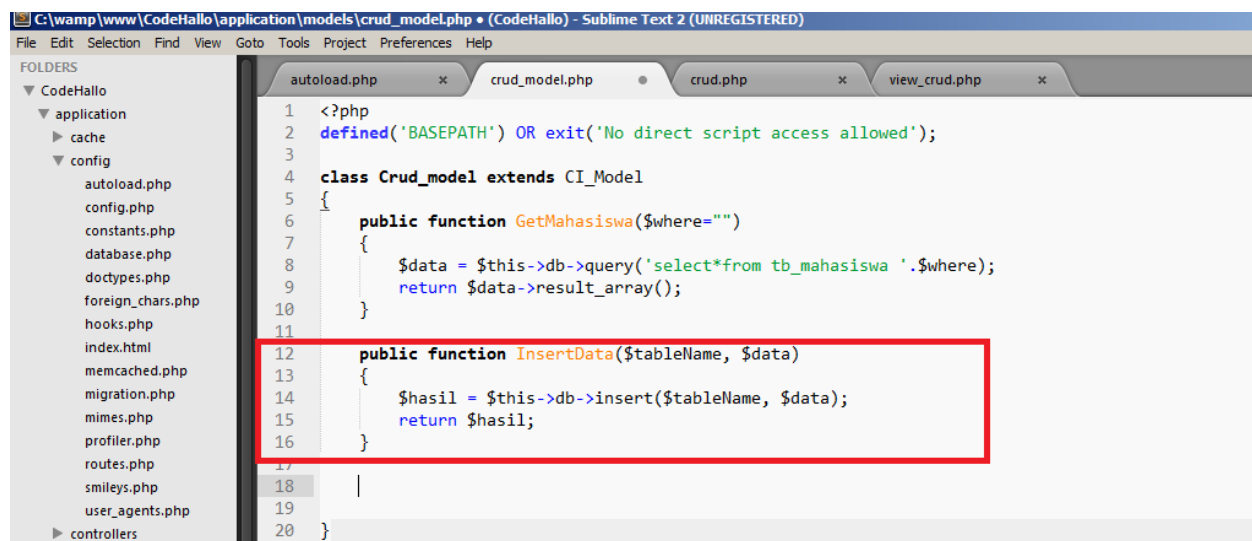 C:\wamp\www\CodeHallo\application\models\crud_model.php • (CodeHallo) - Sublime Text 2 (UNREGISTERED)
File Edit Selection Find View Goto Tools Project Preferences Help
FOLDERS
CodeHallo
application
cache
config
autoload.php
config.php
constants.php
database.php
doctypes.php
foreign_chars.php
hooks.php
index.html
memcached.php
migration.php
mimes.php
profiler.php
routes.php
smileys.php
user_agents.php
controllers
autoload.php × crud_model.php • crud.php × view_crud.php ×
1 <?php
2 defined('BASEPATH') OR exit('No direct script access allowed');
3
4 class Crud_model extends CI_Model
5 {
6     public function GetMahasiswa($where="")
7     {
8         $data = $this->db->query('select*from tb_mahasiswa '.$where);
9         return $data->result_array();
10     }
11
12     public function InsertData($tableName, $data)
13     {
14         $hasil = $this->db->insert($tableName, $data);
15         return $hasil;
16     }
17
18
19
20 }